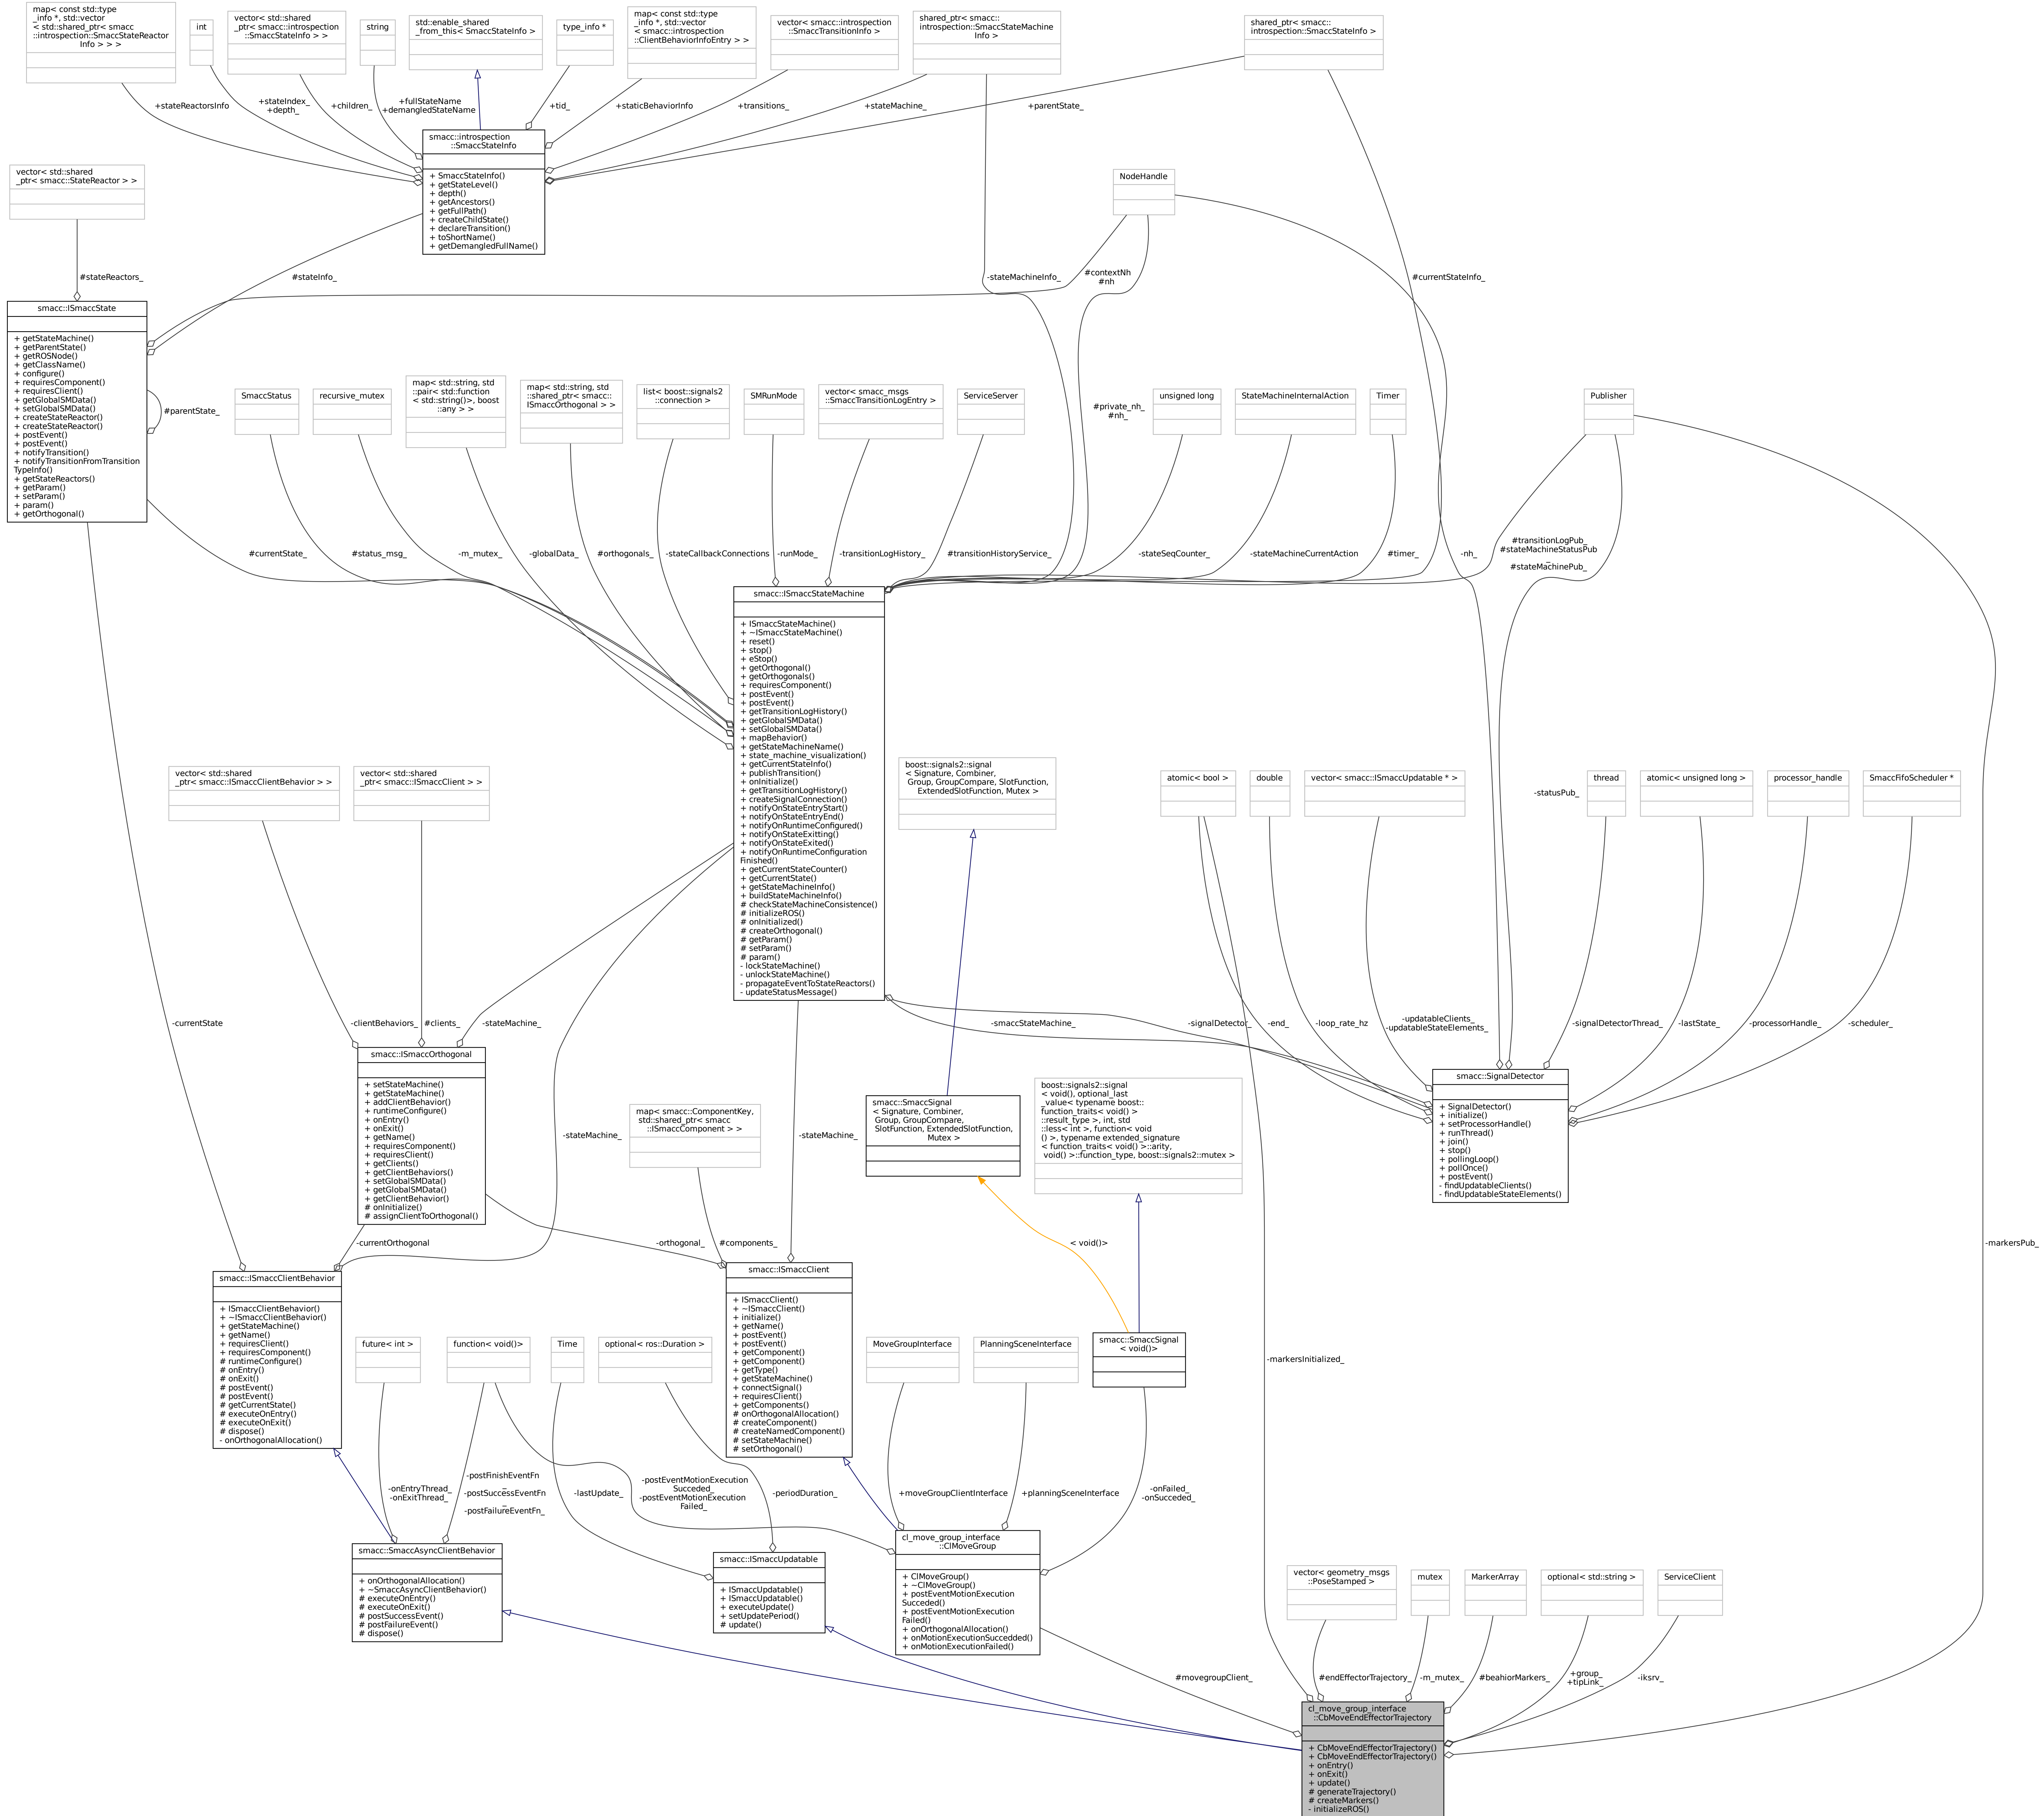 map< const std::type
_info *, std::vector
< std::shared_ptr< smacc
::introspection::SmaccStateReactor
Info > > >
int
vector< std::shared
_ptr< smacc::introspection
::SmaccStateInfo > >
string
std::enable_shared
_from_this< SmaccStateInfo >
type_info *
map< const std::type
_info *, std::vector
< smacc::introspection
::ClientBehaviorInfoEntry > >
vector< smacc::introspection
::SmaccTransitionInfo >
shared_ptr< smacc::
introspection::SmaccStateMachine
Info >
shared_ptr< smacc::
introspection::SmaccStateInfo >
+stateReactorsInfo
+stateIndex_
+depth_
+children_
+fullStateName
+demangledStateName
+tid_
+staticBehaviorInfo
+transitions_
+stateMachine_
+parentState_
smacc::introspection
::SmaccStateInfo
+ SmaccStateInfo()
+ getStateLevel()
+ depth()
+ getAncestors()
+ getFullPath()
+ createChildState()
+ declareTransition()
+ toShortName()
+ getDemangledFullName()
vector< std::shared
_ptr< smacc::StateReactor > >
NodeHandle
#stateReactors_
#stateInfo_
-stateMachineInfo_
#contextNh
#nh
#currentStateInfo_
smacc::ISmaccState
+ getStateMachine()
+ getParentState()
+ getROSNode()
+ getClassName()
+ configure()
+ requiresComponent()
+ requiresClient()
+ getGlobalSMData()
+ setGlobalSMData()
+ createStateReactor()
+ createStateReactor()
+ postEvent()
+ postEvent()
+ notifyTransition()
+ notifyTransitionFromTransition
TypeInfo()
+ getStateReactors()
+ getParam()
+ setParam()
+ param()
+ getOrthogonal()
#parentState_
SmaccStatus
recursive_mutex
map< std::string, std
::pair< std::function
< std::string()>, boost
::any > >
map< std::string, std
::shared_ptr< smacc::
ISmaccOrthogonal > >
list< boost::signals2
::connection >
SMRunMode
vector< smacc_msgs
::SmaccTransitionLogEntry >
ServiceServer
#private_nh_
#nh_
unsigned long
StateMachineInternalAction
Timer
Publisher
#currentState_
#status_msg_
-m_mutex_
-globalData_
#orthogonals_
-stateCallbackConnections
-runMode_
-transitionLogHistory_
#transitionHistoryService_
-stateSeqCounter_
-stateMachineCurrentAction
#timer_
-nh_
#transitionLogPub_
#stateMachineStatusPub
_
#stateMachinePub_
smacc::ISmaccStateMachine
+ ISmaccStateMachine()
+ ~ISmaccStateMachine()
+ reset()
+ stop()
+ eStop()
+ getOrthogonal()
+ getOrthogonals()
+ requiresComponent()
+ postEvent()
+ postEvent()
+ getTransitionLogHistory()
+ getGlobalSMData()
+ setGlobalSMData()
+ mapBehavior()
+ getStateMachineName()
+ state_machine_visualization()
+ getCurrentStateInfo()
+ publishTransition()
+ onInitialize()
+ getTransitionLogHistory()
+ createSignalConnection()
+ notifyOnStateEntryStart()
+ notifyOnStateEntryEnd()
+ notifyOnRuntimeConfigured()
+ notifyOnStateExitting()
+ notifyOnStateExited()
+ notifyOnRuntimeConfiguration
Finished()
+ getCurrentStateCounter()
+ getCurrentState()
+ getStateMachineInfo()
+ buildStateMachineInfo()
# checkStateMachineConsistence()
# initializeROS()
# onInitialized()
# createOrthogonal()
# getParam()
# setParam()
# param()
- lockStateMachine()
- unlockStateMachine()
- propagateEventToStateReactors()
- updateStatusMessage()
vector< std::shared
_ptr< smacc::ISmaccClientBehavior > >
vector< std::shared
_ptr< smacc::ISmaccClient > >
boost::signals2::signal
< Signature, Combiner,
Group, GroupCompare, SlotFunction,
ExtendedSlotFunction, Mutex >
atomic< bool >
double
vector< smacc::ISmaccUpdatable * >
-statusPub_
thread
atomic< unsigned long >
processor_handle
SmaccFifoScheduler *
-currentState
-clientBehaviors_
#clients_
-stateMachine_
-smaccStateMachine_
-signalDetector_
-end_
-loop_rate_hz
-updatableClients_
-updatableStateElements_
-signalDetectorThread_
-lastState_
-processorHandle_
-scheduler_
smacc::ISmaccOrthogonal
+ setStateMachine()
+ getStateMachine()
+ addClientBehavior()
+ runtimeConfigure()
+ onEntry()
+ onExit()
+ getName()
+ requiresComponent()
+ requiresClient()
+ getClients()
+ getClientBehaviors()
+ setGlobalSMData()
+ getGlobalSMData()
+ getClientBehavior()
# onInitialize()
# assignClientToOrthogonal()
-stateMachine_
map< smacc::ComponentKey,
std::shared_ptr< smacc
::ISmaccComponent > >
-stateMachine_
smacc::SmaccSignal
< Signature, Combiner,
Group, GroupCompare,
SlotFunction, ExtendedSlotFunction,
Mutex >
boost::signals2::signal
< void(), optional_last
_value< typename boost::
function_traits< void() >
::result_type >, int, std
::less< int >, function< void
() >, typename extended_signature
< function_traits< void() >::arity,
void() >::function_type, boost::signals2::mutex >
smacc::SignalDetector
+ SignalDetector()
+ initialize()
+ setProcessorHandle()
+ runThread()
+ join()
+ stop()
+ pollingLoop()
+ pollOnce()
+ postEvent()
- findUpdatableClients()
- findUpdatableStateElements()
-currentOrthogonal
-orthogonal_
#components_
< void()>
-markersPub_
smacc::ISmaccClientBehavior
+ ISmaccClientBehavior()
+ ~ISmaccClientBehavior()
+ getStateMachine()
+ getName()
+ requiresClient()
+ requiresComponent()
# runtimeConfigure()
# onEntry()
# onExit()
# postEvent()
# postEvent()
# getCurrentState()
# executeOnEntry()
# executeOnExit()
# dispose()
- onOrthogonalAllocation()
smacc::ISmaccClient
+ ISmaccClient()
+ ~ISmaccClient()
+ initialize()
+ getName()
+ postEvent()
+ postEvent()
+ getComponent()
+ getComponent()
+ getType()
+ getStateMachine()
+ connectSignal()
+ requiresClient()
+ getComponents()
# onOrthogonalAllocation()
# createComponent()
# createNamedComponent()
# setStateMachine()
# setOrthogonal()
future< int >
function< void()>
Time
optional< ros::Duration >
MoveGroupInterface
PlanningSceneInterface
smacc::SmaccSignal
< void()>
-markersInitialized_
-onEntryThread_
-onExitThread_
-postFinishEventFn
_
-postSuccessEventFn
_
-postFailureEventFn_
-lastUpdate_
-postEventMotionExecution
Succeded_
-postEventMotionExecution
Failed_
-periodDuration_
+moveGroupClientInterface
+planningSceneInterface
-onFailed_
-onSucceded_
smacc::SmaccAsyncClientBehavior
+ onOrthogonalAllocation()
+ ~SmaccAsyncClientBehavior()
# executeOnEntry()
# executeOnExit()
# postSuccessEvent()
# postFailureEvent()
# dispose()
smacc::ISmaccUpdatable
+ ISmaccUpdatable()
+ ISmaccUpdatable()
+ executeUpdate()
+ setUpdatePeriod()
# update()
cl_move_group_interface
::ClMoveGroup
+ ClMoveGroup()
+ ~ClMoveGroup()
+ postEventMotionExecution
Succeded()
+ postEventMotionExecution
Failed()
+ onOrthogonalAllocation()
+ onMotionExecutionSuccedded()
+ onMotionExecutionFailed()
vector< geometry_msgs
::PoseStamped >
mutex
MarkerArray
optional< std::string >
ServiceClient
#movegroupClient_
#endEffectorTrajectory_
-m_mutex_
#beahiorMarkers_
+group_
+tipLink_
-iksrv_
cl_move_group_interface
::CbMoveEndEffectorTrajectory
+ CbMoveEndEffectorTrajectory()
+ CbMoveEndEffectorTrajectory()
+ onEntry()
+ onExit()
+ update()
# generateTrajectory()
# createMarkers()
- initializeROS()